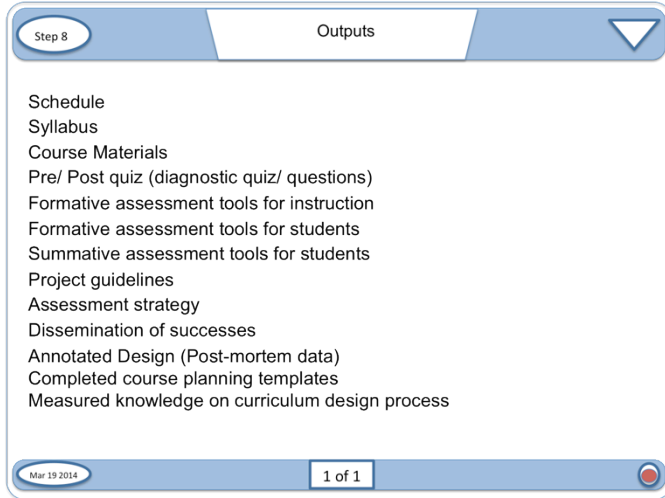 Step 8
Outputs
Schedule
Syllabus
Course Materials
Pre/ Post quiz (diagnostic quiz/ questions)
Formative assessment tools for instruction
Formative assessment tools for students
Summative assessment tools for students
Project guidelines
Assessment strategy
Dissemination of successes
Annotated Design (Post-mortem data)
Completed course planning templates
Measured knowledge on curriculum design process
Mar 19 2014
1 of 1